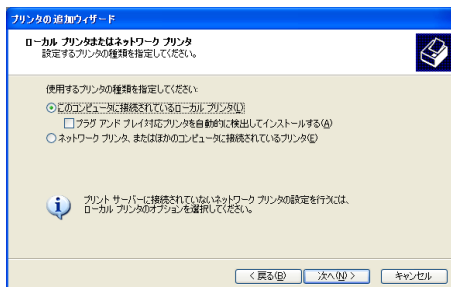 プリンタの追加ウィザード
ローカル プリンタまたはネットワーク プリンタ
設定するプリンタの種類を指定してください。
使用するプリンタの種類を指定してください:
このコンピュータに接続されているローカル プリンタ(L)
プラグ アンド プレイ対応プリンタを自動的に検出してインストールする(A)
ネットワーク プリンタ、またはほかのコンピュータに接続されているプリンタ(E)
プリント サーバーに接続されていないネットワーク プリンタの設定を行うには、
ローカル プリンタのオプションを選択してください。
< 戻る(B) 次へ(N) > キャンセル